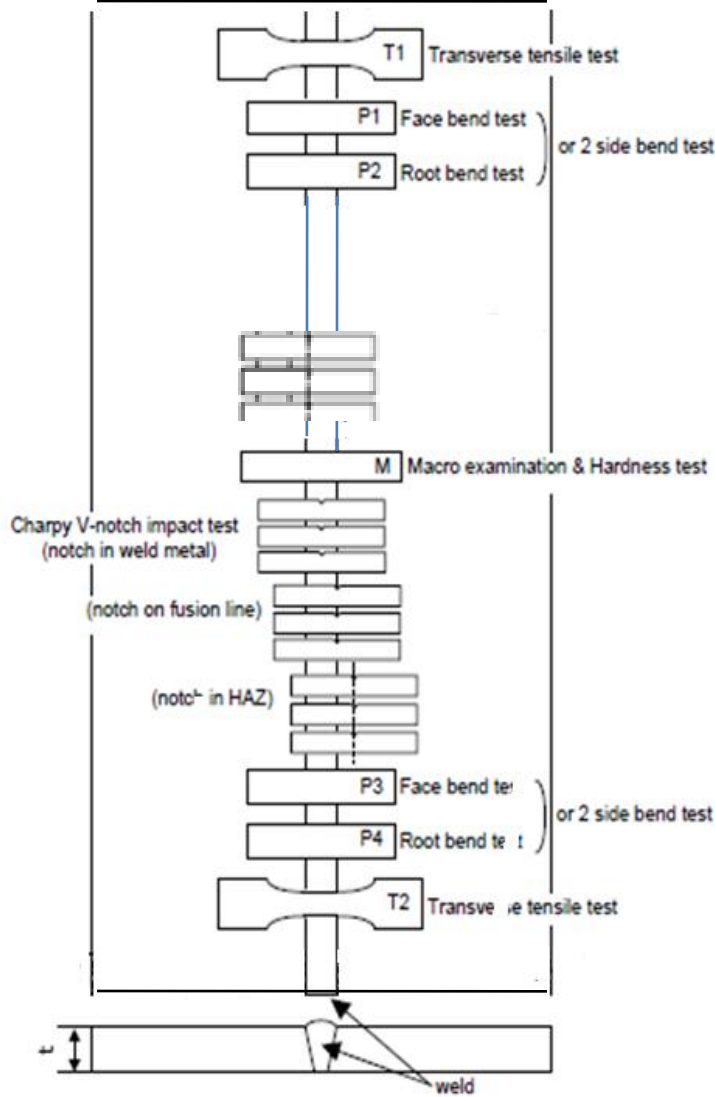 T1 Transverse tensile test
P1 Face bend test
or 2 side bend test
P2 Root bend test
M Macro examination & Hardness test
Charpy V-notch impact test
(notch in weld metal)
(notch on fusion line)
in HAZ)
P3 Face bend
or 2 side bend test
P4 Root bend
T2 tensile test
t
weld